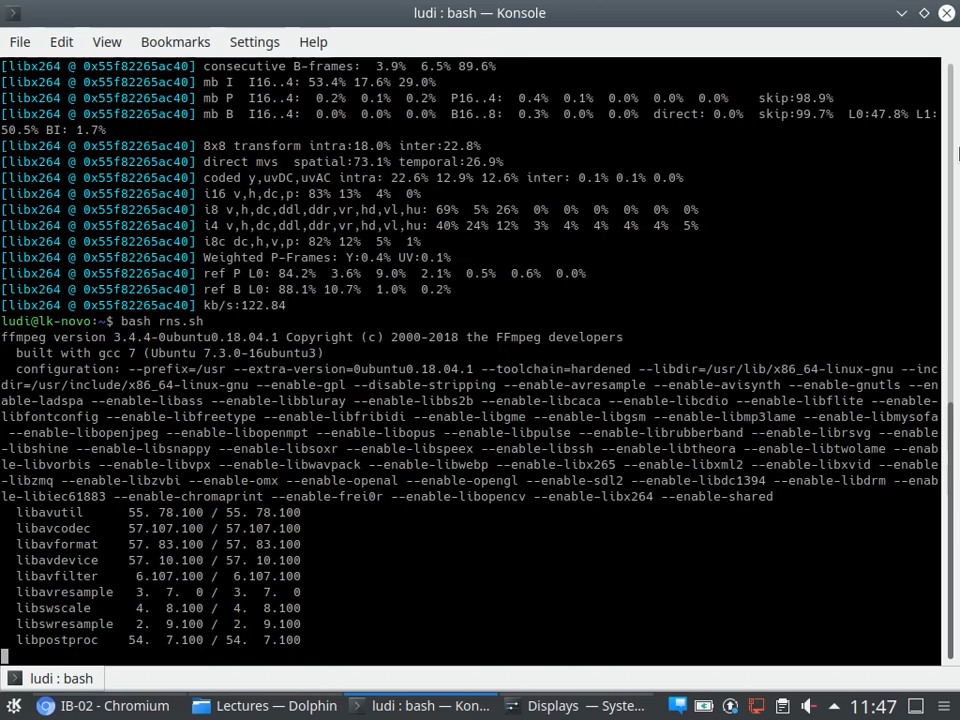 ludi : bash — Konsole
File Edit View Bookmarks Settings Help
[libx264 @ 0x55f82265ac40] consecutive B-frames:  3.9%  6.5% 89.6%
[libx264 @ 0x55f82265ac40] mb I  I16..4: 53.4% 17.6% 29.0%
[libx264 @ 0x55f82265ac40] mb P  I16..4:  0.2%  0.1%  0.2%  P16..4:  0.4%  0.1%  0.0%  0.0%  0.0%    skip:98.9%
[libx264 @ 0x55f82265ac40] mb B  I16..4:  0.0%  0.0%  0.0%  B16..8:  0.3%  0.0%  0.0%  direct: 0.0%  skip:99.7%  L0:47.8% L1:
50.5% BI: 1.7%
[libx264 @ 0x55f82265ac40] 8x8 transform intra:18.0% inter:22.8%
[libx264 @ 0x55f82265ac40] direct mvs  spatial:73.1% temporal:26.9%
[libx264 @ 0x55f82265ac40] coded y,uvDC,uvAC intra: 22.6% 12.9% 12.6% inter: 0.1% 0.1% 0.0%
[libx264 @ 0x55f82265ac40] i16 v,h,dc,p: 83% 13%  4%  0%
[libx264 @ 0x55f82265ac40] i8 v,h,dc,ddl,ddr,vr,hd,vl,hu: 69%  5% 26%  0%  0%  0%  0%  0%  0%
[libx264 @ 0x55f82265ac40] i4 v,h,dc,ddl,ddr,vr,hd,vl,hu: 40% 24% 12%  3%  4%  4%  4%  4%  5%
[libx264 @ 0x55f82265ac40] i8c dc,h,v,p: 82% 12%  5%  1%
[libx264 @ 0x55f82265ac40] Weighted P-Frames: Y:0.4% UV:0.1%
[libx264 @ 0x55f82265ac40] ref P L0: 84.2%  3.6%  9.0%  2.1%  0.5%  0.6%  0.0%
[libx264 @ 0x55f82265ac40] ref B L0: 88.1% 10.7%  1.0%  0.2%
[libx264 @ 0x55f82265ac40] kb/s:122.84
ludi@lk-novo:~$ bash rns.sh
ffmpeg version 3.4.4-0ubuntu0.18.04.1 Copyright (c) 2000-2018 the FFmpeg developers
  built with gcc 7 (Ubuntu 7.3.0-16ubuntu3)
  configuration: --prefix=/usr --extra-version=0ubuntu0.18.04.1 --toolchain=hardened --libdir=/usr/lib/x86_64-linux-gnu --inc
dir=/usr/include/x86_64-linux-gnu --enable-gpl --disable-stripping --enable-avresample --enable-avisynth --enable-gnutls --en
able-ladspa --enable-libass --enable-libbluray --enable-libbs2b --enable-libcaca --enable-libcdio --enable-libflite --enable-
libfontconfig --enable-libfreetype --enable-libfribidi --enable-libgme --enable-libgsm --enable-libmp3lame --enable-libmysofa
 --enable-libopenjpeg --enable-libopenmpt --enable-libopus --enable-libpulse --enable-librubberband --enable-librsvg --enable
-libshine --enable-libsnappy --enable-libsoxr --enable-libspeex --enable-libssh --enable-libtheora --enable-libtwolame --enab
le-libvorbis --enable-libvpx --enable-libwavpack --enable-libwebp --enable-libx265 --enable-libxml2 --enable-libxvid --enable
-libzmq --enable-libzvbi --enable-omx --enable-openal --enable-opengl --enable-sdl2 --enable-libdc1394 --enable-libdrm --enab
le-libiec61883 --enable-chromaprint --enable-frei0r --enable-libopencv --enable-libx264 --enable-shared
  libavutil      55. 78.100 / 55. 78.100
  libavcodec     57.107.100 / 57.107.100
  libavformat    57. 83.100 / 57. 83.100
  libavdevice    57. 10.100 / 57. 10.100
  libavfilter     6.107.100 /  6.107.100
  libavresample   3.  7.  0 /  3.  7.  0
  libswscale      4.  8.100 /  4.  8.100
  libswresample   2.  9.100 /  2.  9.100
  libpostproc    54.  7.100 / 54.  7.100
ludi : bash
IB-02 - Chromium Lectures — Dolphin ludi : bash — Kon... Displays — Syste... 11:47